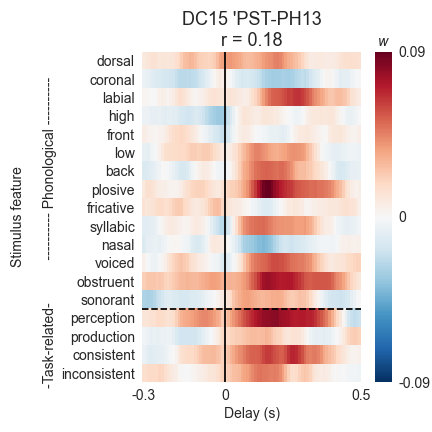 DC15 'PST-PH13
r = 0.18
w
Stimulus feature
-Task-related- ---------- Phonological ----------
dorsal
coronal
labial
high
front
low
back
plosive
fricative
syllabic
nasal
voiced
obstruent
sonorant
perception
production
consistent
inconsistent
0.09
0
-0.09
-0.3
0
0.5
Delay (s)